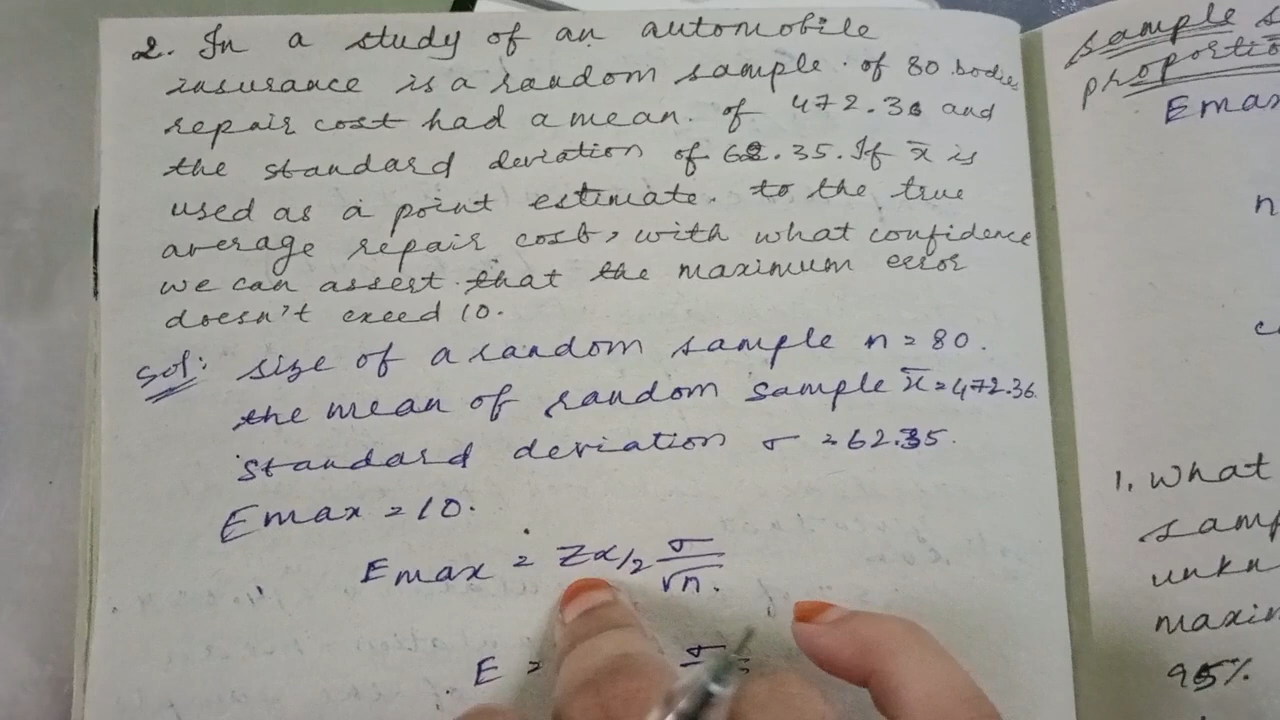 2. In a study of an automobile
insurance is a random sample. of 80 bodies
repair cost had a mean. of 472.36 and
the standard deviation of 62.35. If x̄ is
used as a point estimate. to the true
average repair cost, with what confidence
we can assert that the maximum error
doesn't exceed 10.
Sol: size of a random sample n = 80.
the mean of random sample x̄ = 472.36
standard deviation σ = 62.35.
Emax = 10.
Emax = Zα/2 σ/√n.
E =
sample
proportio
Emax
n
1. What
samp
unkn
maxim
95%.